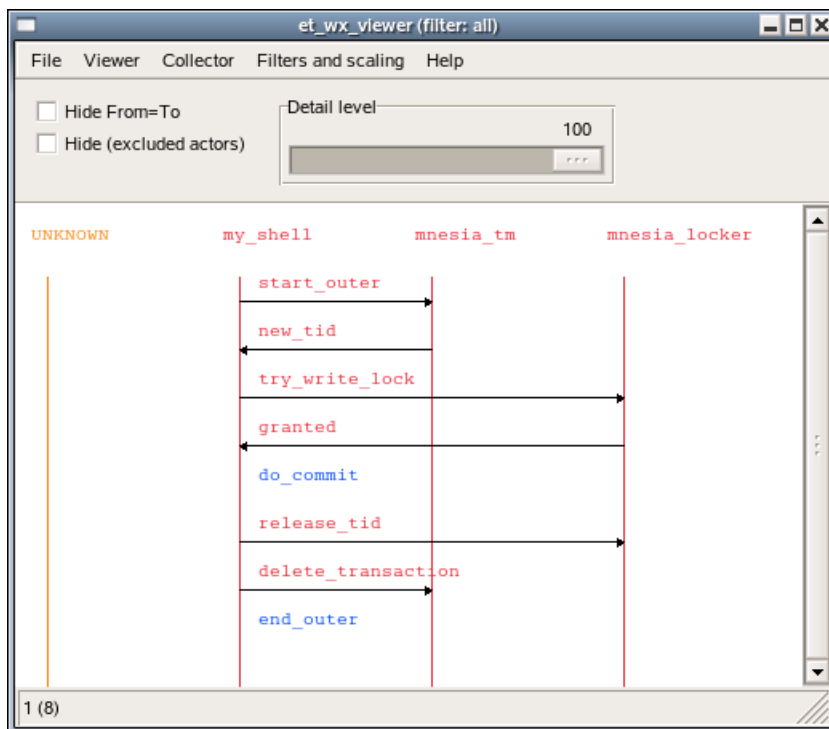 et_wx_viewer (filter: all)
File Viewer Collector Filters and scaling Help
Hide From=To
Hide (excluded actors)
Detail level
100
UNKNOWN my_shell mnesia_tm mnesia_locker
start_outer
new_tid
try_write_lock
granted
do_commit
release_tid
delete_transaction
end_outer
1 (8)